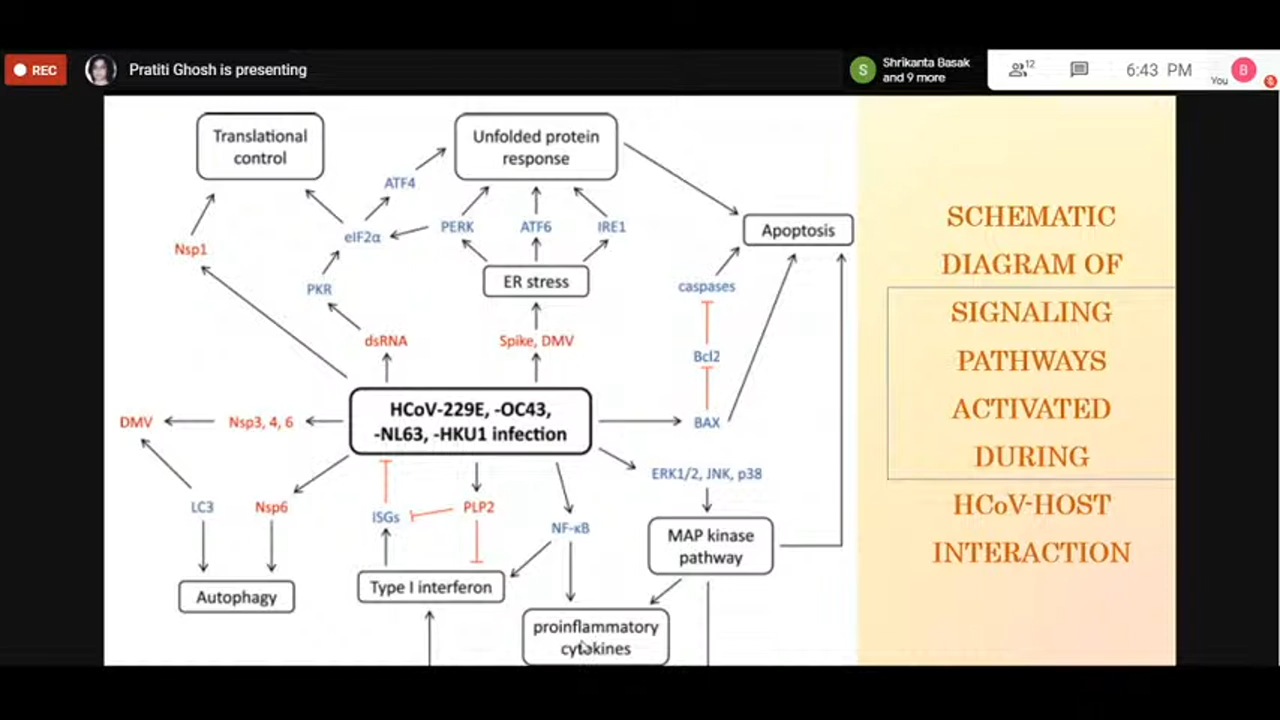 REC
Pratiti Ghosh is presenting
S
Shrikanta Basak
and 9 more
12
6:43 PM
You
B
Translational
control
Unfolded protein
response
ATF4
Nsp1
eIF2α
PERK
ATF6
IRE1
Apoptosis
PKR
ER stress
caspases
dsRNA
Spike, DMV
Bcl2
HCoV-229E, -OC43,
-NL63, -HKU1 infection
DMV
Nsp3, 4, 6
BAX
ERK1/2, JNK, p38
LC3
Nsp6
ISGs
PLP2
NF-κB
MAP kinase
pathway
Autophagy
Type I interferon
proinflammatory
cytokines
SCHEMATIC
DIAGRAM OF
SIGNALING
PATHWAYS
ACTIVATED
DURING
HCoV-HOST
INTERACTION